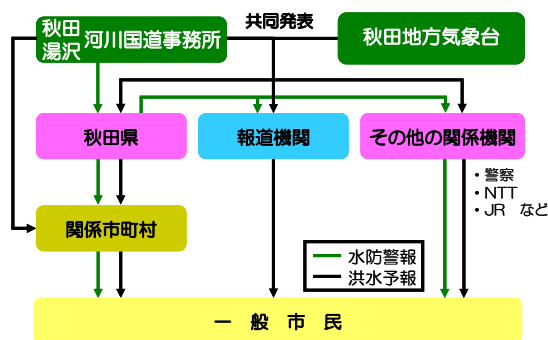 共同発表
秋田
湯沢
河川国道事務所
秋田地方気象台
秋田県
報道機関
その他の関係機関
・警察
・NTT
・JR など
関係市町村
水防警報
洪水予報
一 般 市 民